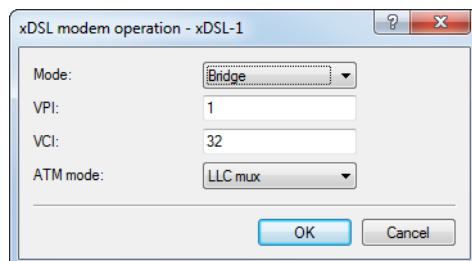 xDSL modem operation - xDSL-1
Mode: Bridge
VPI: 1
VCI: 32
ATM mode: LLC mux
OK Cancel